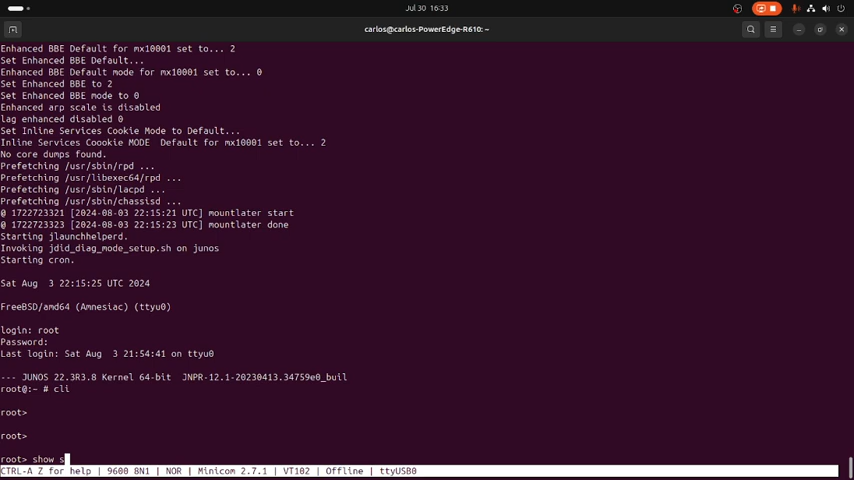 Jul 30  16:33
carlos@carlos-PowerEdge-R610: ~
Enhanced BBE Default for mx10001 set to... 2
Set Enhanced BBE Default...
Enhanced BBE Default mode for mx10001 set to... 0
Set Enhanced BBE to 2
Set Enhanced BBE mode to 0
Enhanced arp scale is disabled
lag enhanced disabled 0
Set Inline Services Cookie Mode to Default...
Inline Services Coookie MODE  Default for mx10001 set to... 2
No core dumps found.
Prefetching /usr/sbin/rpd ...
Prefetching /usr/libexec64/rpd ...
Prefetching /usr/sbin/lacpd ...
Prefetching /usr/sbin/chassisd ...
@ 1722723321 [2024-08-03 22:15:21 UTC] mountlater start
@ 1722723323 [2024-08-03 22:15:23 UTC] mountlater done
Starting jlaunchhelperd.
Invoking jdid_diag_mode_setup.sh on junos
Starting cron.
Sat Aug  3 22:15:25 UTC 2024
FreeBSD/amd64 (Amnesiac) (ttyu0)
login: root
Password:
Last login: Sat Aug  3 21:54:41 on ttyu0
--- JUNOS 22.3R3.8 Kernel 64-bit  JNPR-12.1-20230413.34759e0_buil
root@:~ # cli
root>
root>
root> show s
CTRL-A Z for help | 9600 8N1 | NOR | Minicom 2.7.1 | VT102 | Offline | ttyUSB0